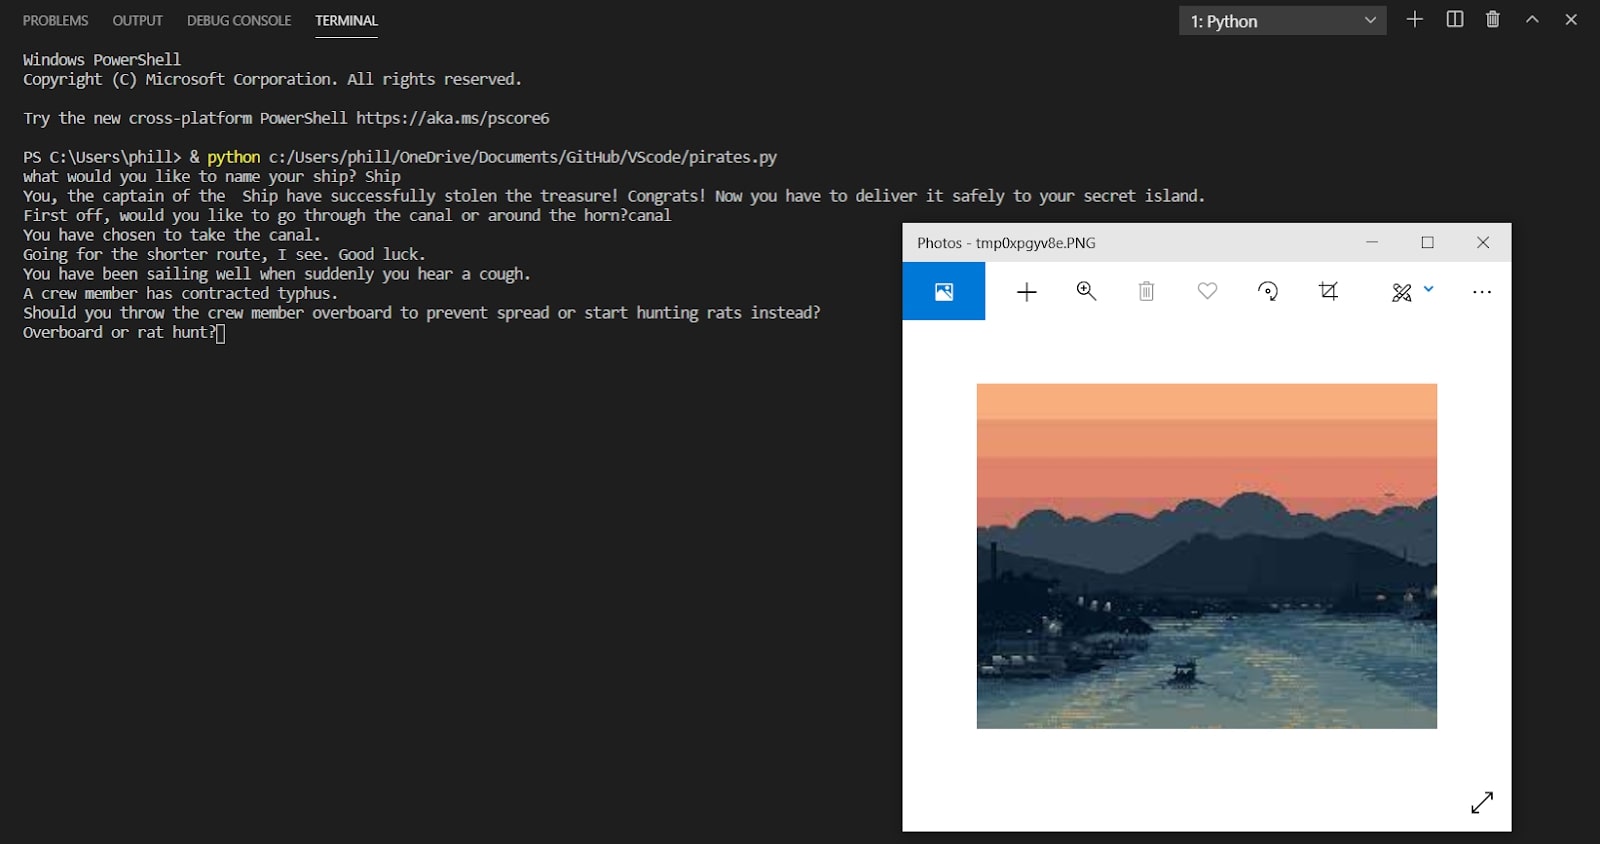 PROBLEMS OUTPUT DEBUG CONSOLE TERMINAL 1: Python
Windows PowerShell
Copyright (C) Microsoft Corporation. All rights reserved.
Try the new cross-platform PowerShell https://aka.ms/pscore6
PS C:\Users\phill> & python c:/Users/phill/OneDrive/Documents/GitHub/VScode/pirates.py
what would you like to name your ship? Ship
You, the captain of the  Ship have successfully stolen the treasure! Congrats! Now you have to deliver it safely to your secret island.
First off, would you like to go through the canal or around the horn?canal
You have chosen to take the canal.
Going for the shorter route, I see. Good luck.
You have been sailing well when suddenly you hear a cough.
A crew member has contracted typhus.
Should you throw the crew member overboard to prevent spread or start hunting rats instead?
Overboard or rat hunt?
Photos - tmp0xpgyv8e.PNG